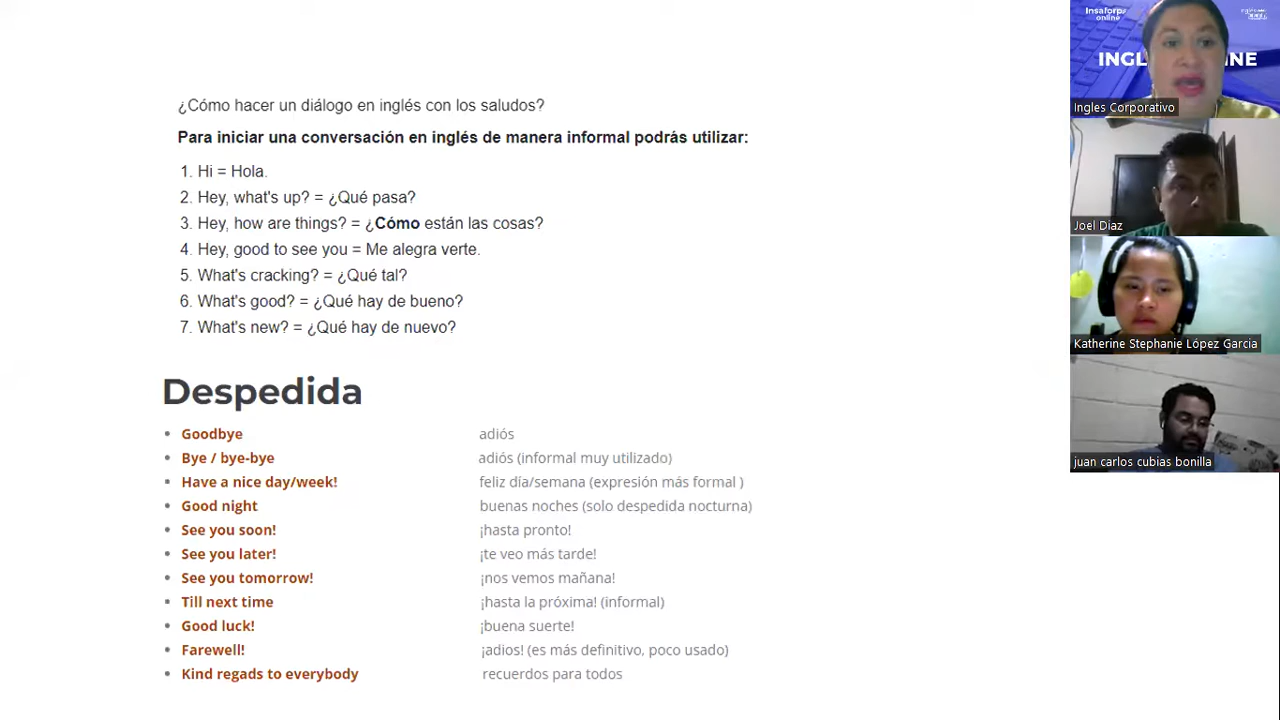 ¿Cómo hacer un diálogo en inglés con los saludos?
Para iniciar una conversación en inglés de manera informal podrás utilizar:
1. Hi = Hola.
2. Hey, what's up? = ¿Qué pasa?
3. Hey, how are things? = ¿Cómo están las cosas?
4. Hey, good to see you = Me alegra verte.
5. What's cracking? = ¿Qué tal?
6. What's good? = ¿Qué hay de bueno?
7. What's new? = ¿Qué hay de nuevo?
Despedida
Goodbye adiós
Bye / bye-bye adiós (informal muy utilizado)
Have a nice day/week! feliz día/semana (expresión más formal )
Good night buenas noches (solo despedida nocturna)
See you soon! ¡hasta pronto!
See you later! ¡te veo más tarde!
See you tomorrow! ¡nos vemos mañana!
Till next time ¡hasta la próxima! (informal)
Good luck! ¡buena suerte!
Farewell! ¡adios! (es más definitivo, poco usado)
Kind regads to everybody recuerdos para todos
Insaforp
online
INGL INE
Ingles Corporativo
Joel Diaz
Katherine Stephanie López Garcia
juan carlos cubias bonilla